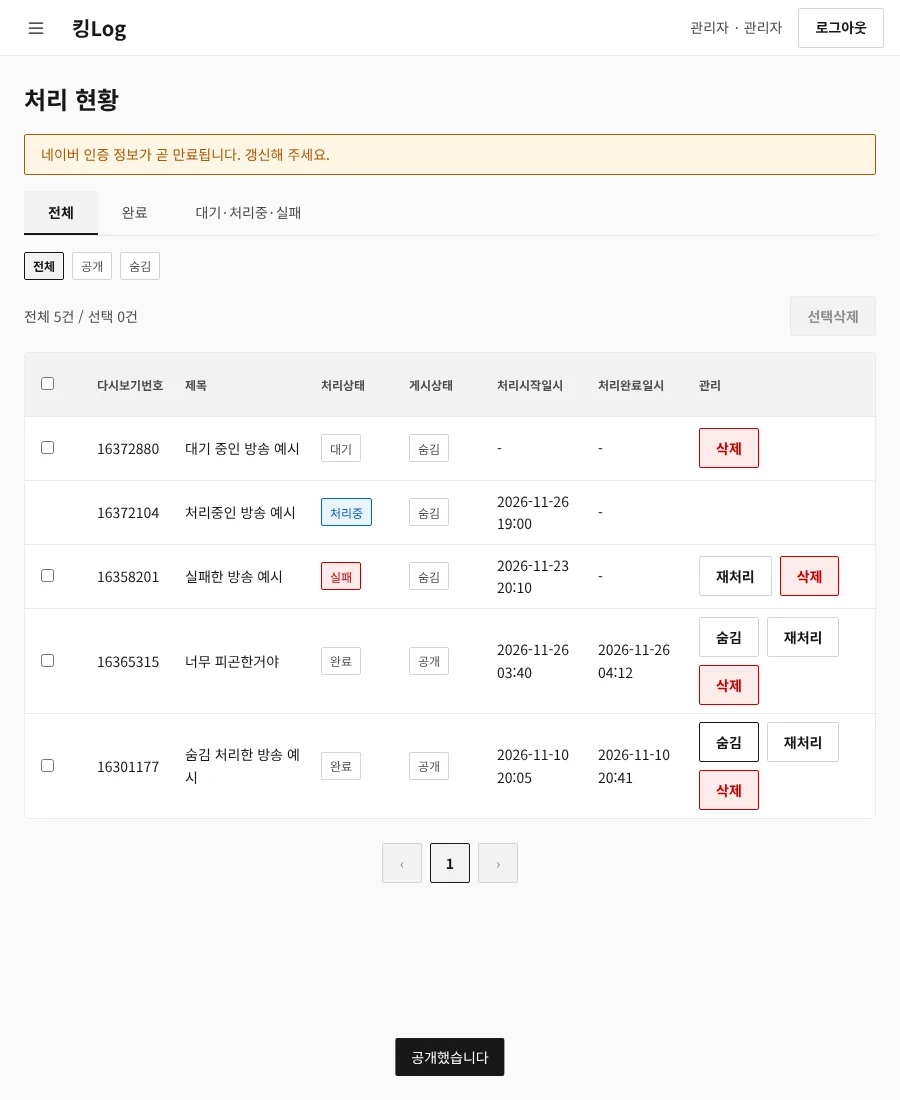 킹Log
관리자 · 관리자
로그아웃
처리 현황
네이버 인증 정보가 곧 만료됩니다. 갱신해 주세요.
전체 완료 대기·처리중·실패
전체 공개 숨김
전체 5건 / 선택 0건
선택삭제
다시보기번호 제목 처리상태 게시상태 처리시작일시 처리완료일시 관리
16372880 대기 중인 방송 예시 대기 숨김 - - 삭제
16372104 처리중인 방송 예시 처리중 숨김 2026-11-26 -
19:00
16358201 실패한 방송 예시 실패 숨김 2026-11-23 - 재처리 삭제
20:10
16365315 너무 피곤한거야 완료 공개 2026-11-26 2026-11-26 숨김 재처리
03:40 04:12 삭제
16301177 숨김 처리한 방송 예 완료 공개 2026-11-10 2026-11-10 숨김 재처리
시 20:05 20:41 삭제
‹ 1 ›
공개했습니다